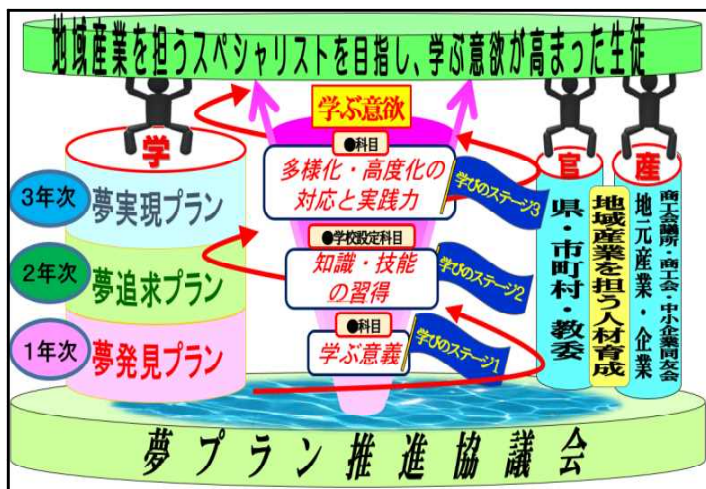 地域産業を担うスペシャリストを目指し、学ぶ意欲が高まった生徒
学
3年次
夢実現プラン
2年次
夢追求プラン
1年次
夢発見プラン
学ぶ意欲
●科目
多様化・高度化の
対応と実践力
学びのステージ3
●学校設定科目
知識・技能
の習得
学びのステージ2
●科目
学ぶ意義
学びのステージ1
官
県・市町村・教委
地域産業を担う人材育成
産
地元産業・企業
商工会議所・商工会・中小企業同友会
夢プラン推進協議会